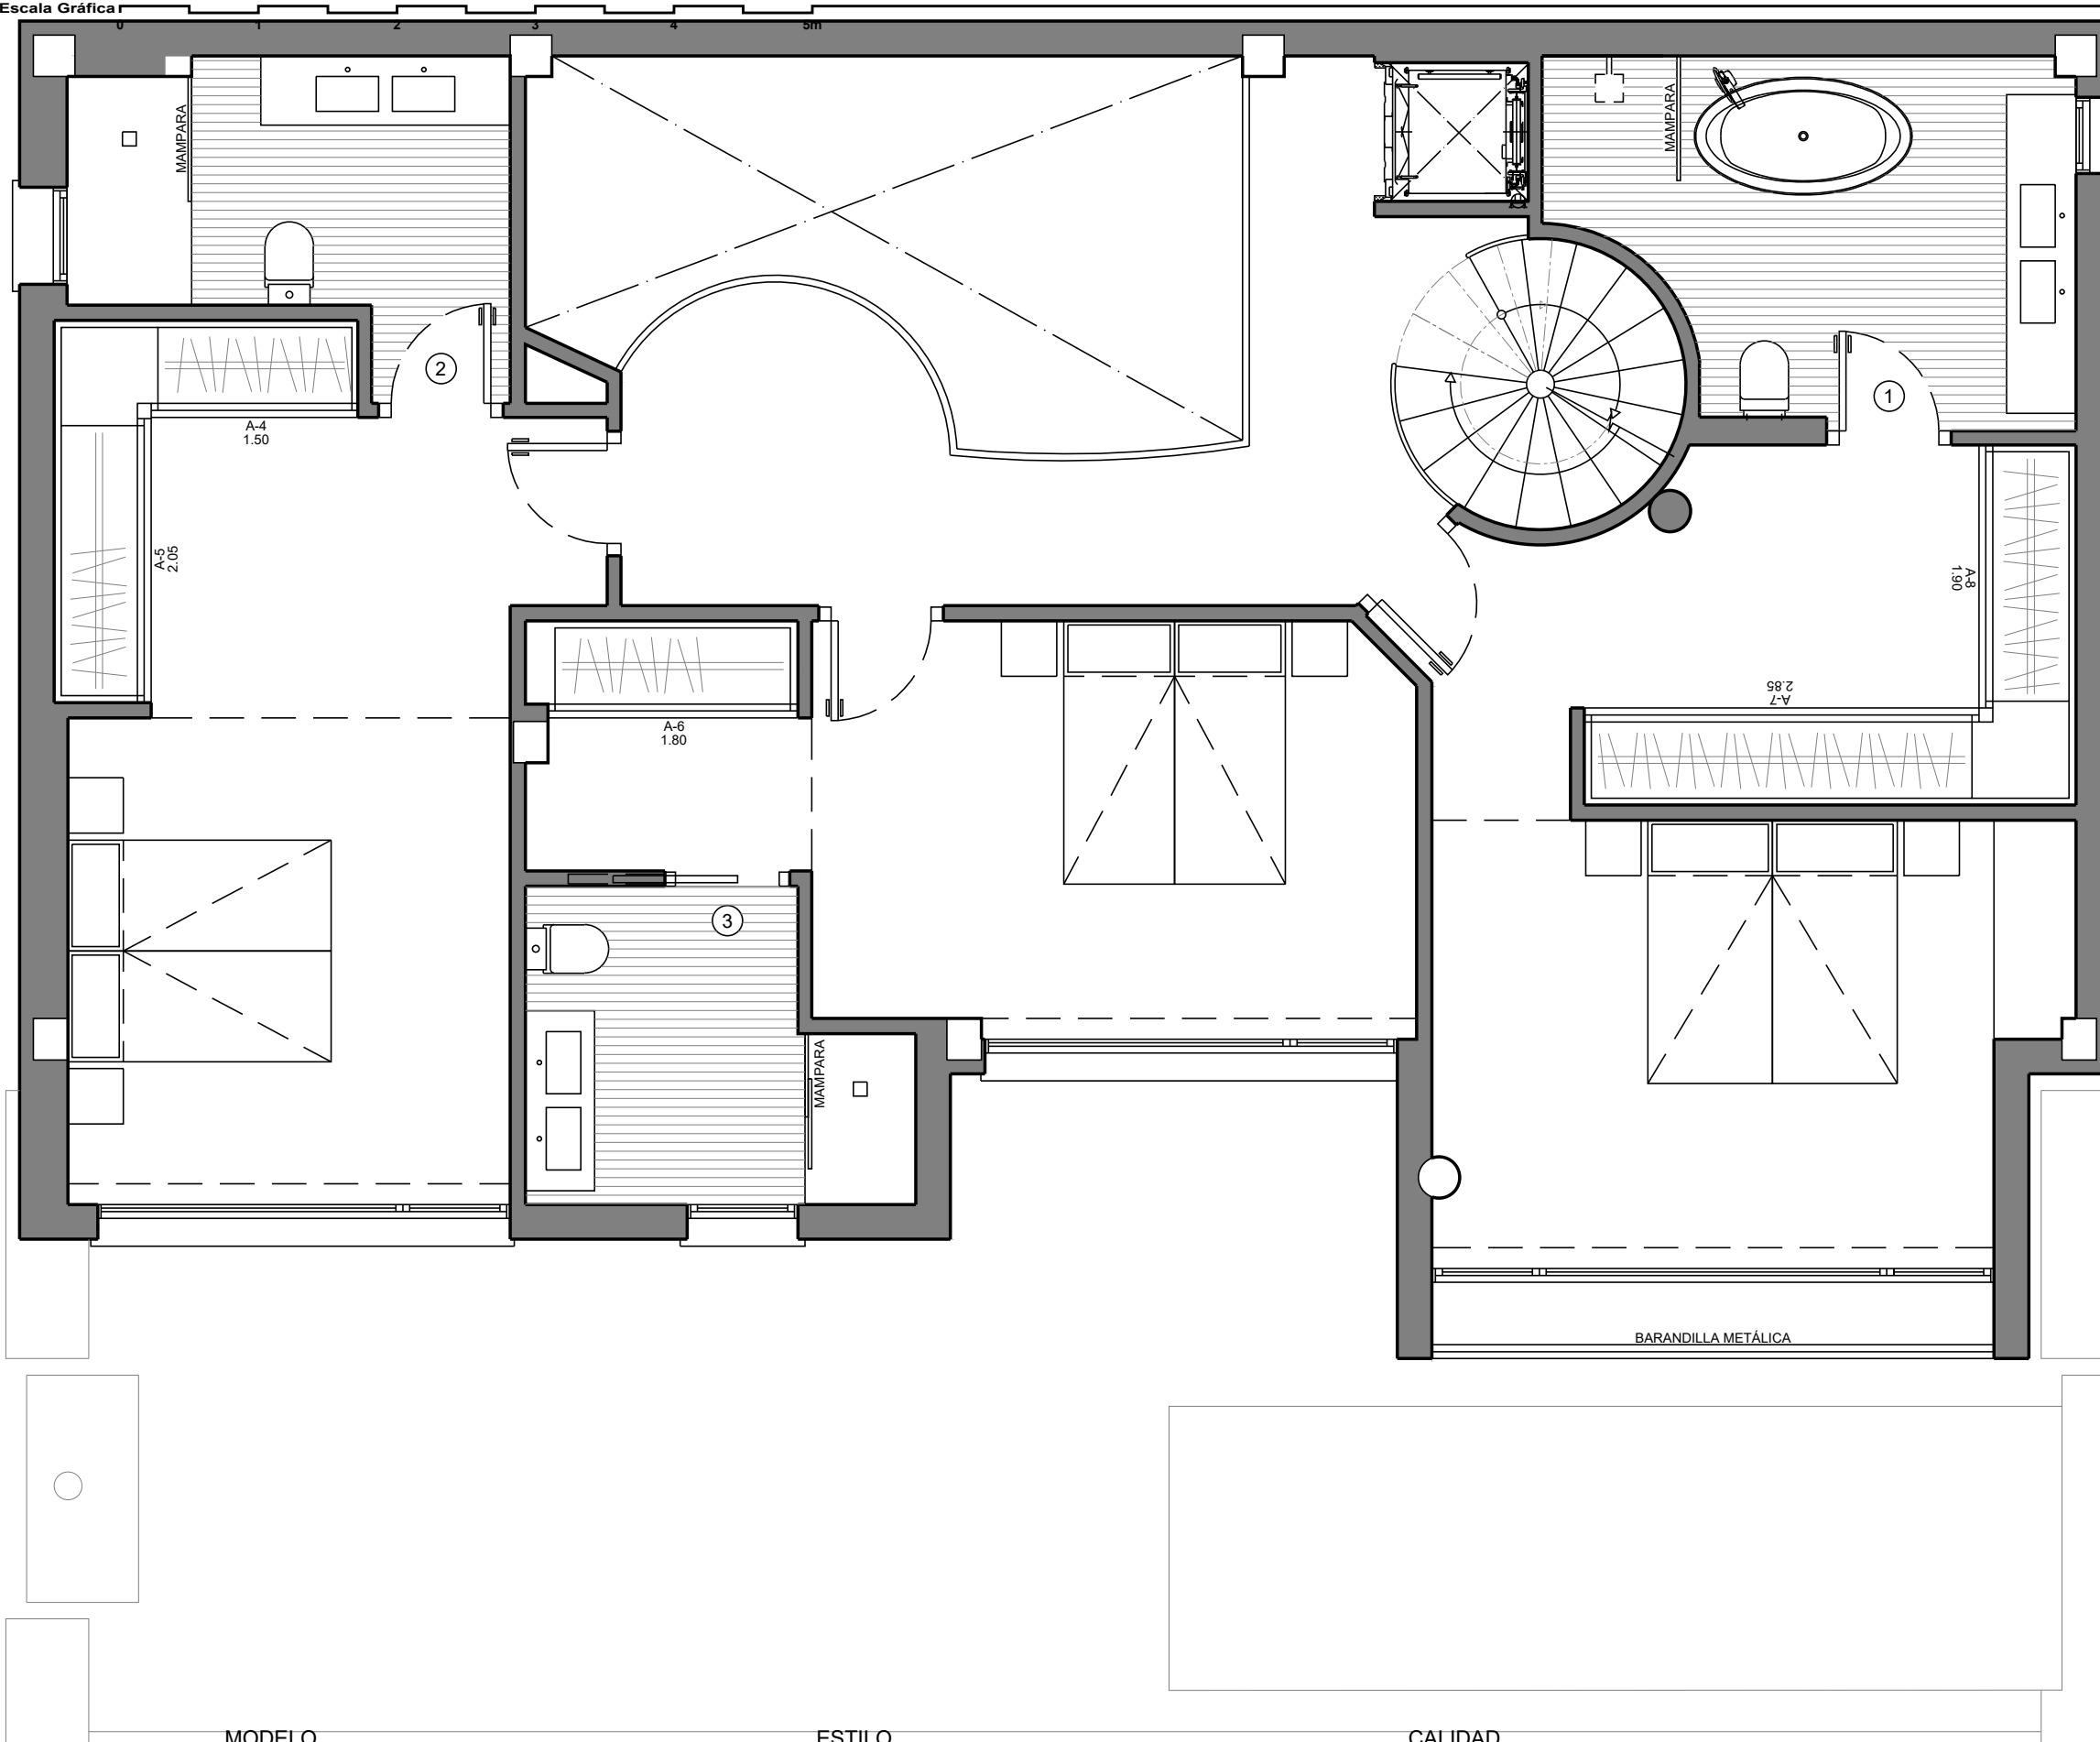 Escala Gráfica
0 1 2 3 4 5m
MAMPARA
MAMPARA
2
1
A-4
1.50
A-5
2.05
A-8
1.90
A-7
2.85
A-6
1.80
3
MAMPARA
BARANDILLA METÁLICA
MODELO ESTILO CALIDAD